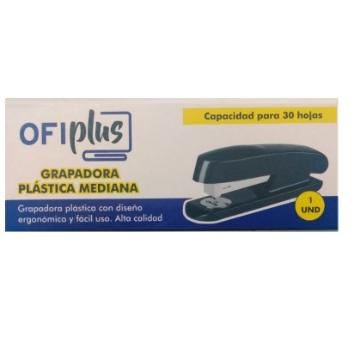 OFIplus
Capacidad para 30 hojas
GRAPADORA
PLÁSTICA MEDIANA
Grapadora plástica con diseño
ergonómico y fácil uso. Alta calidad
1
UND